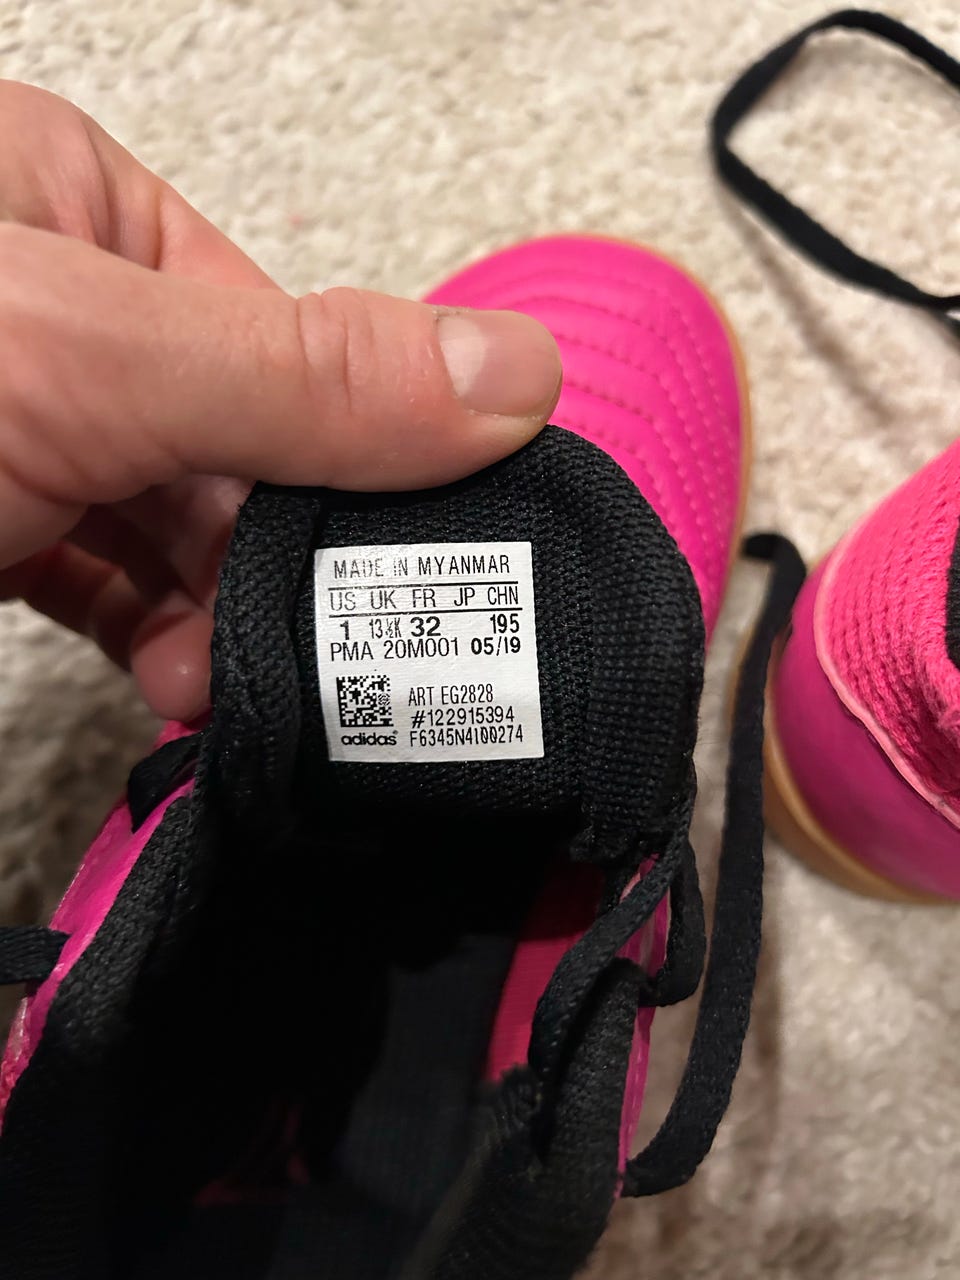 MADE IN MYANMAR
US UK FR JP CHN
1 13½K 32 195
PMA 20M001 05/19
ART EG2828
#122915394
adidas® F6345N4100274